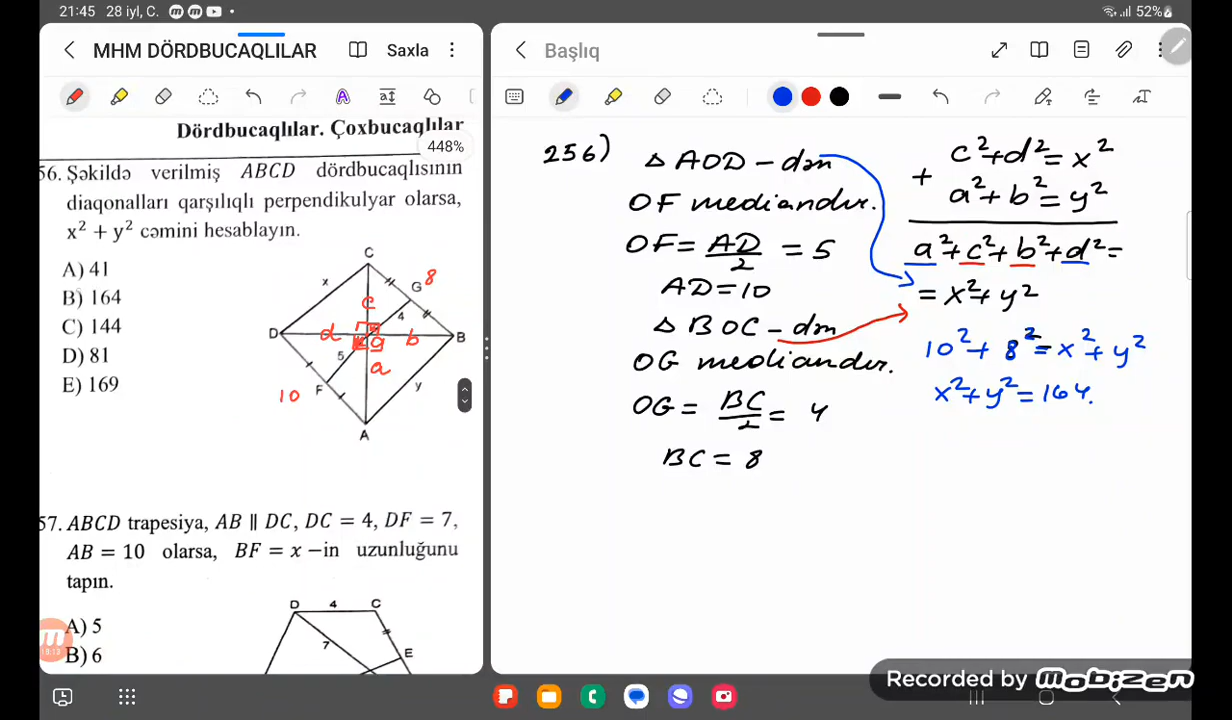 21:45 28 iyl, C.
52%
MHM DÖRDBUCAQLILAR
Saxla
Dördbucaqlılar. Çoxbucaqlılar
448%
56. Şəkildə verilmiş ABCD dördbucaqlısının
diaqonalları qarşılıqlı perpendikulyar olarsa,
x² + y² cəmini hesablayın.
A) 41
B) 164
C) 144
D) 81
E) 169
C
x
G
8
c
4
D
d
b
B
O
5
a
F
10
y
A
57. ABCD trapesiya, AB ∥ DC, DC = 4, DF = 7,
AB = 10 olarsa, BF = x −in uzunluğunu
tapın.
A) 5
B) 6
D 4 C
7
E
Başlıq
256)
△ AOD - dən
OF mediandır.
OF = AD/2 = 5
AD = 10
△ BOC - dən
OG mediandır.
OG = BC/2 = 4
BC = 8
c² + d² = x²
+
a² + b² = y²
a² + c² + b² + d² =
= x² + y²
10² + 8² = x² + y²
x² + y² = 164.
Recorded by mobizen
m
10:13